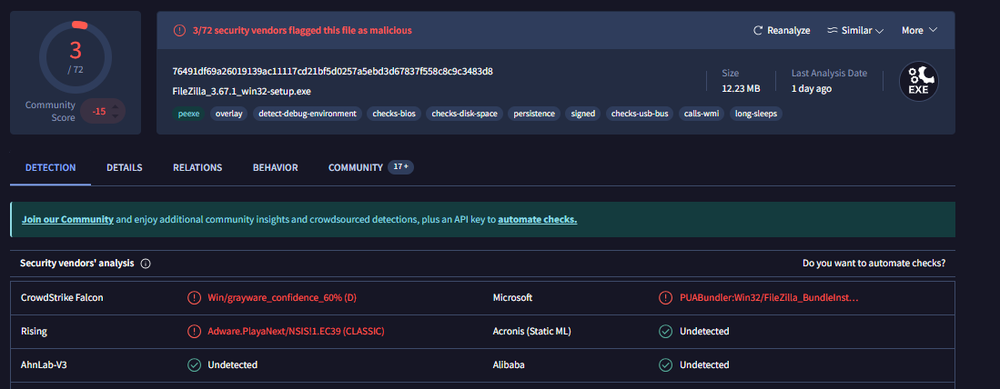 3
/ 72
Community
Score
-15
3/72 security vendors flagged this file as malicious
Reanalyze
Similar
More
76491df69a26019139ac11117cd21bf5d0257a5ebd3d67837f558c8c9c3483d8
FileZilla_3.67.1_win32-setup.exe
Size
12.23 MB
Last Analysis Date
1 day ago
EXE
peexe overlay detect-debug-environment checks-bios checks-disk-space persistence signed checks-usb-bus calls-wmi long-sleeps
DETECTION DETAILS RELATIONS BEHAVIOR COMMUNITY 17 +
Join our Community and enjoy additional community insights and crowdsourced detections, plus an API key to automate checks.
Security vendors' analysis Do you want to automate checks?
CrowdStrike Falcon Win/grayware_confidence_60% (D) Microsoft PUABundler:Win32/FileZilla_BundleInst...
Rising Adware.PlayaNext/NSIS!1.EC39 (CLASSIC) Acronis (Static ML) Undetected
AhnLab-V3 Undetected Alibaba Undetected